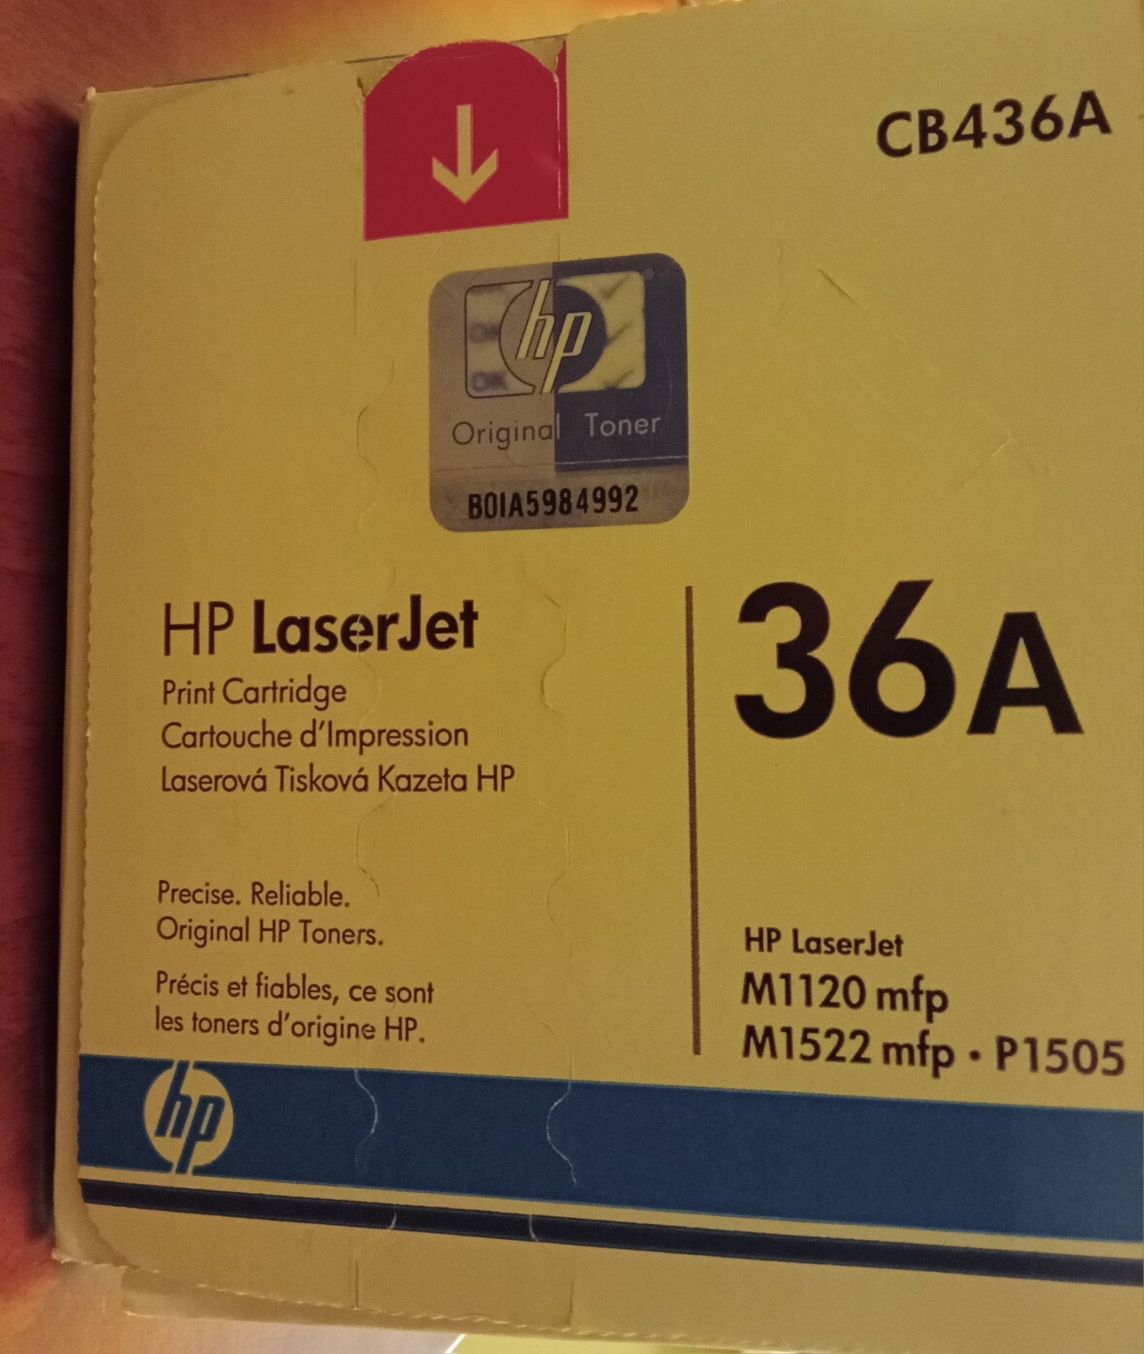 CB436A
hp
OK
OK
Original Toner
B0IA5984992
HP LaserJet
Print Cartridge
Cartouche d'Impression
Laserová Tisková Kazeta HP
36A
Precise. Reliable.
Original HP Toners.
Précis et fiables, ce sont
les toners d'origine HP.
HP LaserJet
M1120 mfp
M1522 mfp • P1505
hp